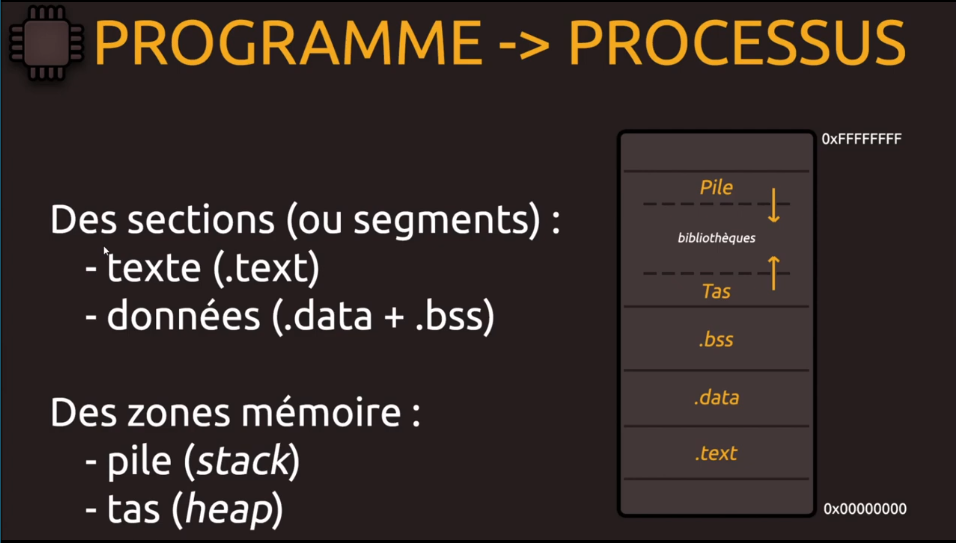 PROGRAMME -> PROCESSUS
Des sections (ou segments) :
- texte (.text)
- données (.data + .bss)
Des zones mémoire :
- pile (stack)
- tas (heap)
0xFFFFFFFF
Pile
bibliothèques
Tas
.bss
.data
.text
0x00000000